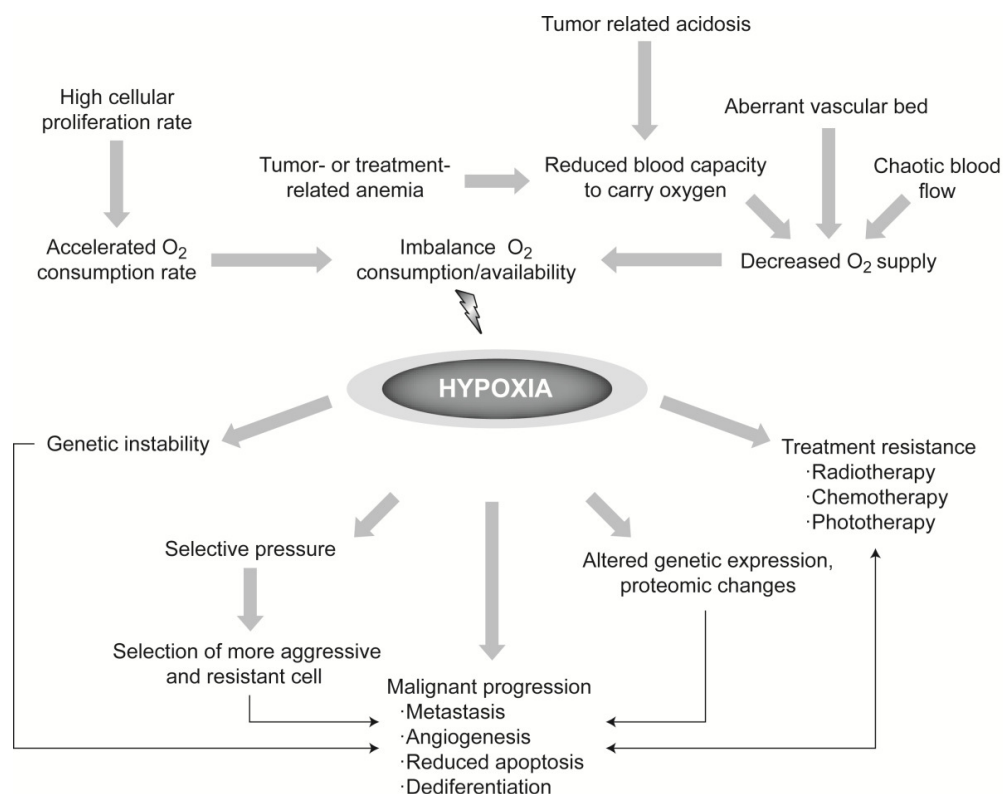 Tumor related acidosis
High cellular
proliferation rate
Aberrant vascular bed
Tumor- or treatment-
related anemia
Reduced blood capacity
to carry oxygen
Chaotic blood
flow
Accelerated O₂
consumption rate
Imbalance O₂
consumption/availability
Decreased O₂ supply
HYPOXIA
Genetic instability
Treatment resistance
·Radiotherapy
·Chemotherapy
·Phototherapy
Selective pressure
Altered genetic expression,
proteomic changes
Selection of more aggressive
and resistant cell
Malignant progression
·Metastasis
·Angiogenesis
·Reduced apoptosis
·Dediferentiation